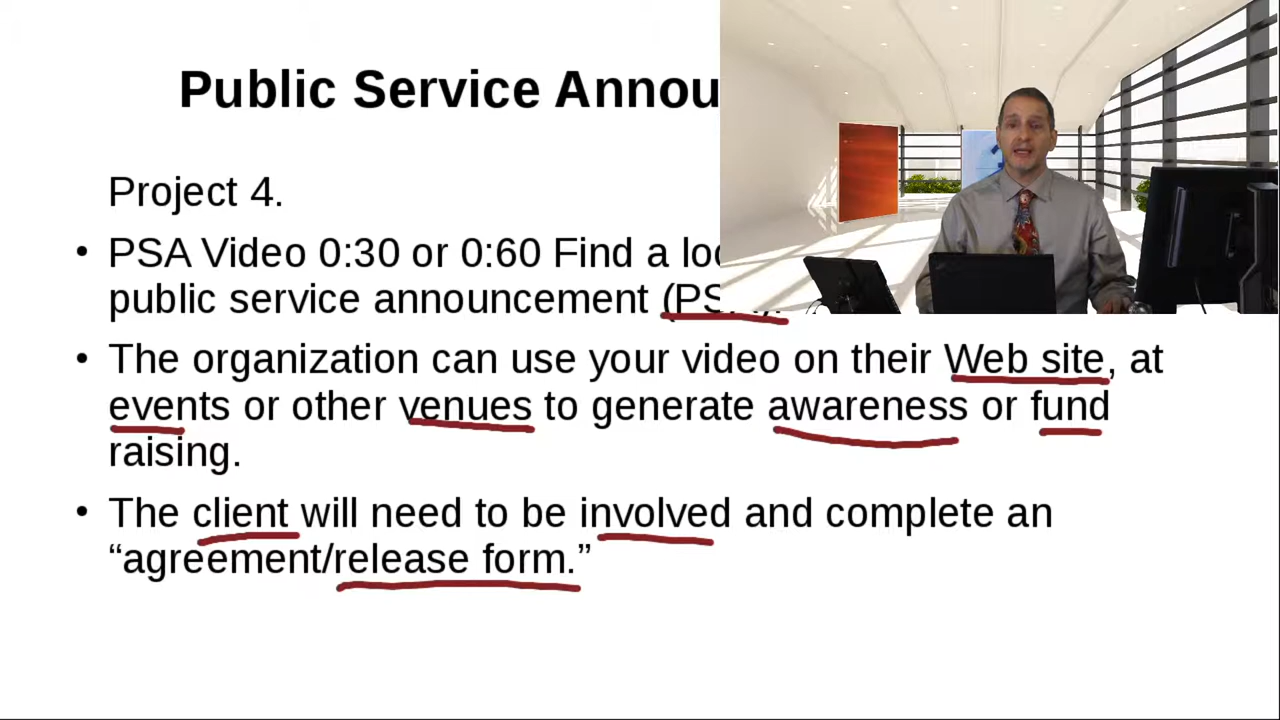 Public Service Annou
Project 4.
• PSA Video 0:30 or 0:60 Find a loc
public service announcement (PSA).
• The organization can use your video on their Web site, at
events or other venues to generate awareness or fund
raising.
• The client will need to be involved and complete an
“agreement/release form.”